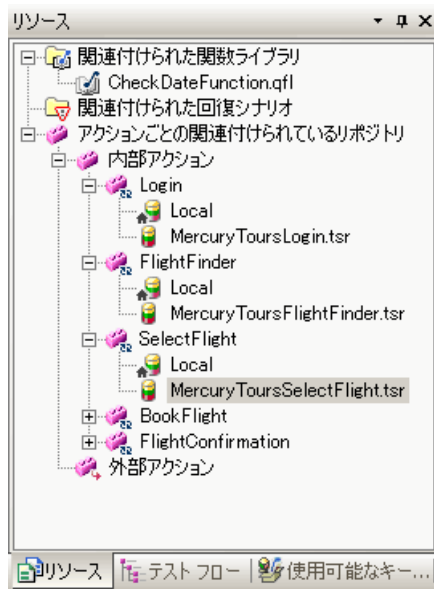 リソース
関連付けられた関数ライブラリ
CheckDateFunction.qfl
関連付けられた回復シナリオ
アクションごとの関連付けられているリポジトリ
内部アクション
Login
Local
MercuryToursLogin.tsr
FlightFinder
Local
MercuryToursFlightFinder.tsr
SelectFlight
Local
MercuryToursSelectFlight.tsr
BookFlight
FlightConfirmation
外部アクション
リソース テスト フロー 使用可能なキー...